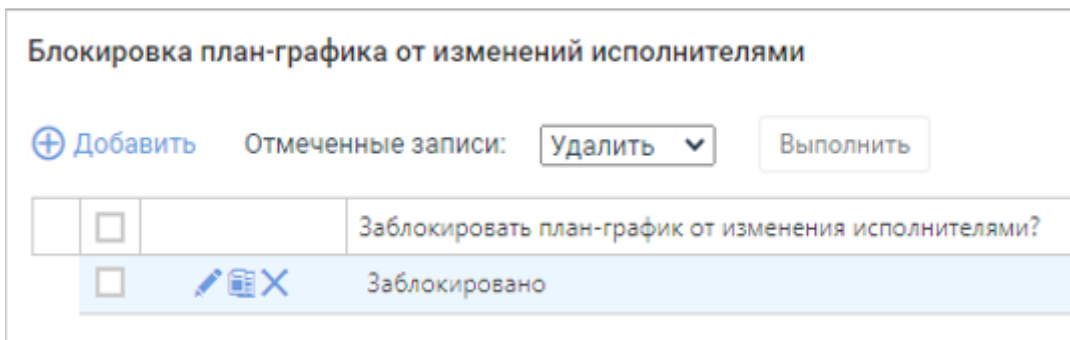 Блокировка план-графика от изменений исполнителями
Добавить Отмеченные записи: Удалить Выполнить
Заблокировать план-график от изменения исполнителями?
Заблокировано